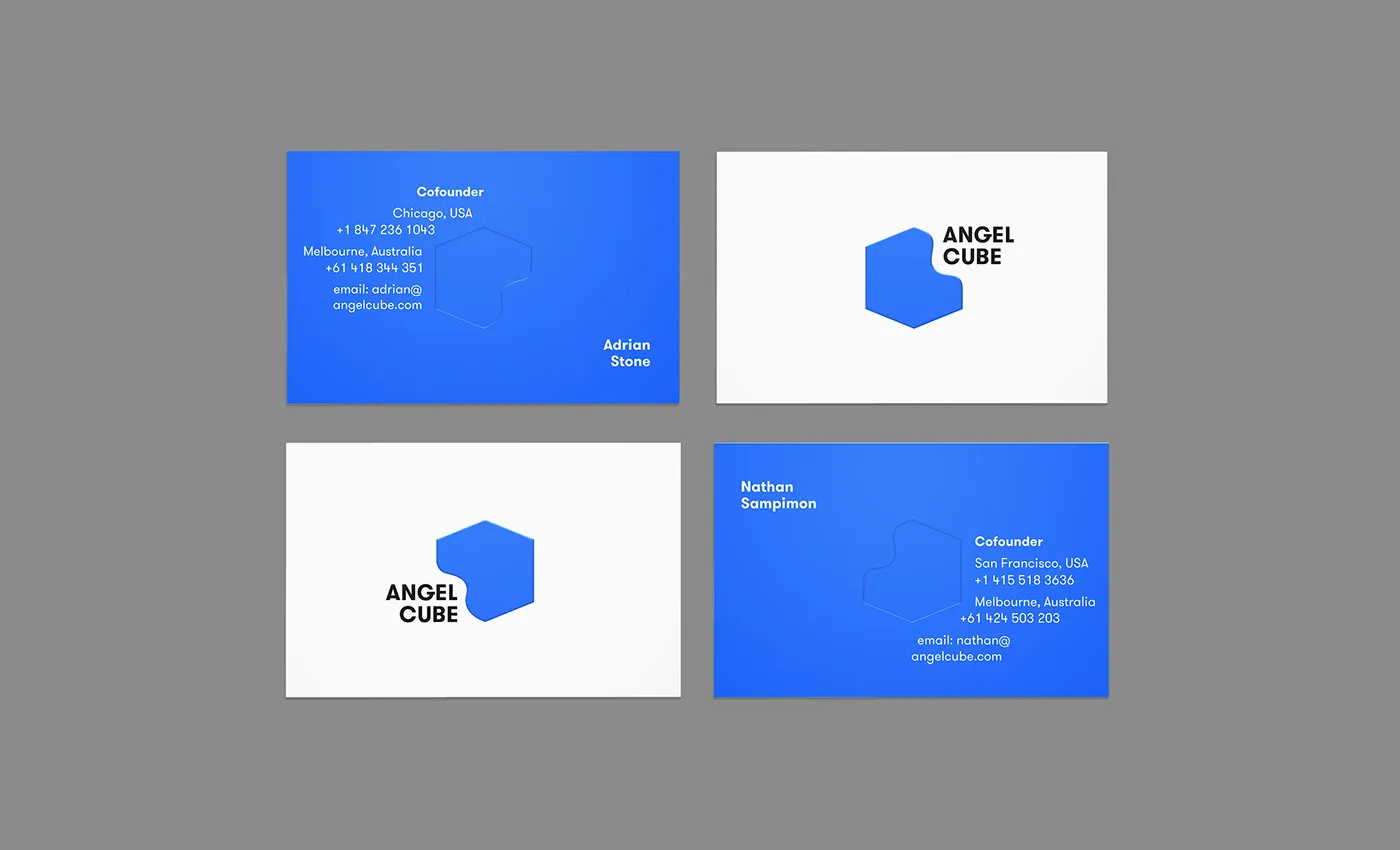 Cofounder
Chicago, USA
+1 847 236 1043
Melbourne, Australia
+61 418 344 351
email: adrian@
angelcube.com
Adrian
Stone
ANGEL
CUBE
ANGEL
CUBE
Nathan
Sampimon
Cofounder
San Francisco, USA
+1 415 518 3636
Melbourne, Australia
+61 424 503 203
email: nathan@
angelcube.com